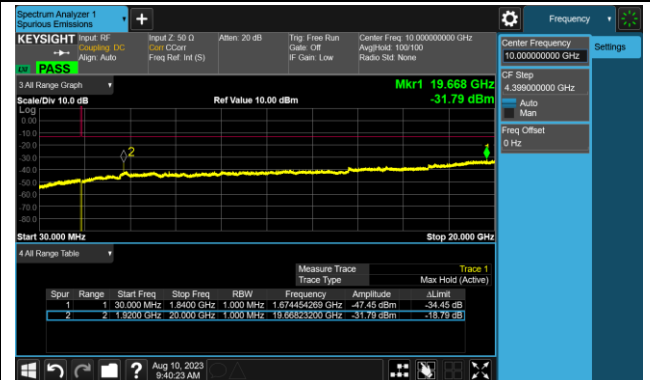 Spectrum Analyzer 1
Spurious Emissions
Frequency
KEYSIGHT Input: RF
Coupling: DC
Align: Auto
Input Z: 50 Ω
Corr CCorr
Freq Ref: Int (S)
Atten: 20 dB
Trig: Free Run
Gate: Off
IF Gain: Low
Center Freq: 10.000000000 GHz
Avg|Hold: 100/100
Radio Std: None
PASS
Center Frequency
10.000000000 GHz
Settings
CF Step
4.399000000 GHz
Auto
Man
Freq Offset
0 Hz
3 All Range Graph
Mkr1 19.668 GHz
Scale/Div 10.0 dB
Ref Value 10.00 dBm
-31.79 dBm
Log
0.00
-10.0
-20.0
-30.0
-40.0
-50.0
-60.0
-70.0
-80.0
2
1
Start 30.000 MHz
Stop 20.000 GHz
4 All Range Table
Measure Trace Trace 1
Trace Type Max Hold (Active)
Spur Range Start Freq Stop Freq RBW Frequency Amplitude ΔLimit
1 1 30.000 MHz 1.8400 GHz 1.000 MHz 1.674454269 GHz -47.45 dBm -34.45 dB
2 2 1.9200 GHz 20.000 GHz 1.000 MHz 19.66823200 GHz -31.79 dBm -18.79 dB
?
Aug 10, 2023
9:40:23 AM